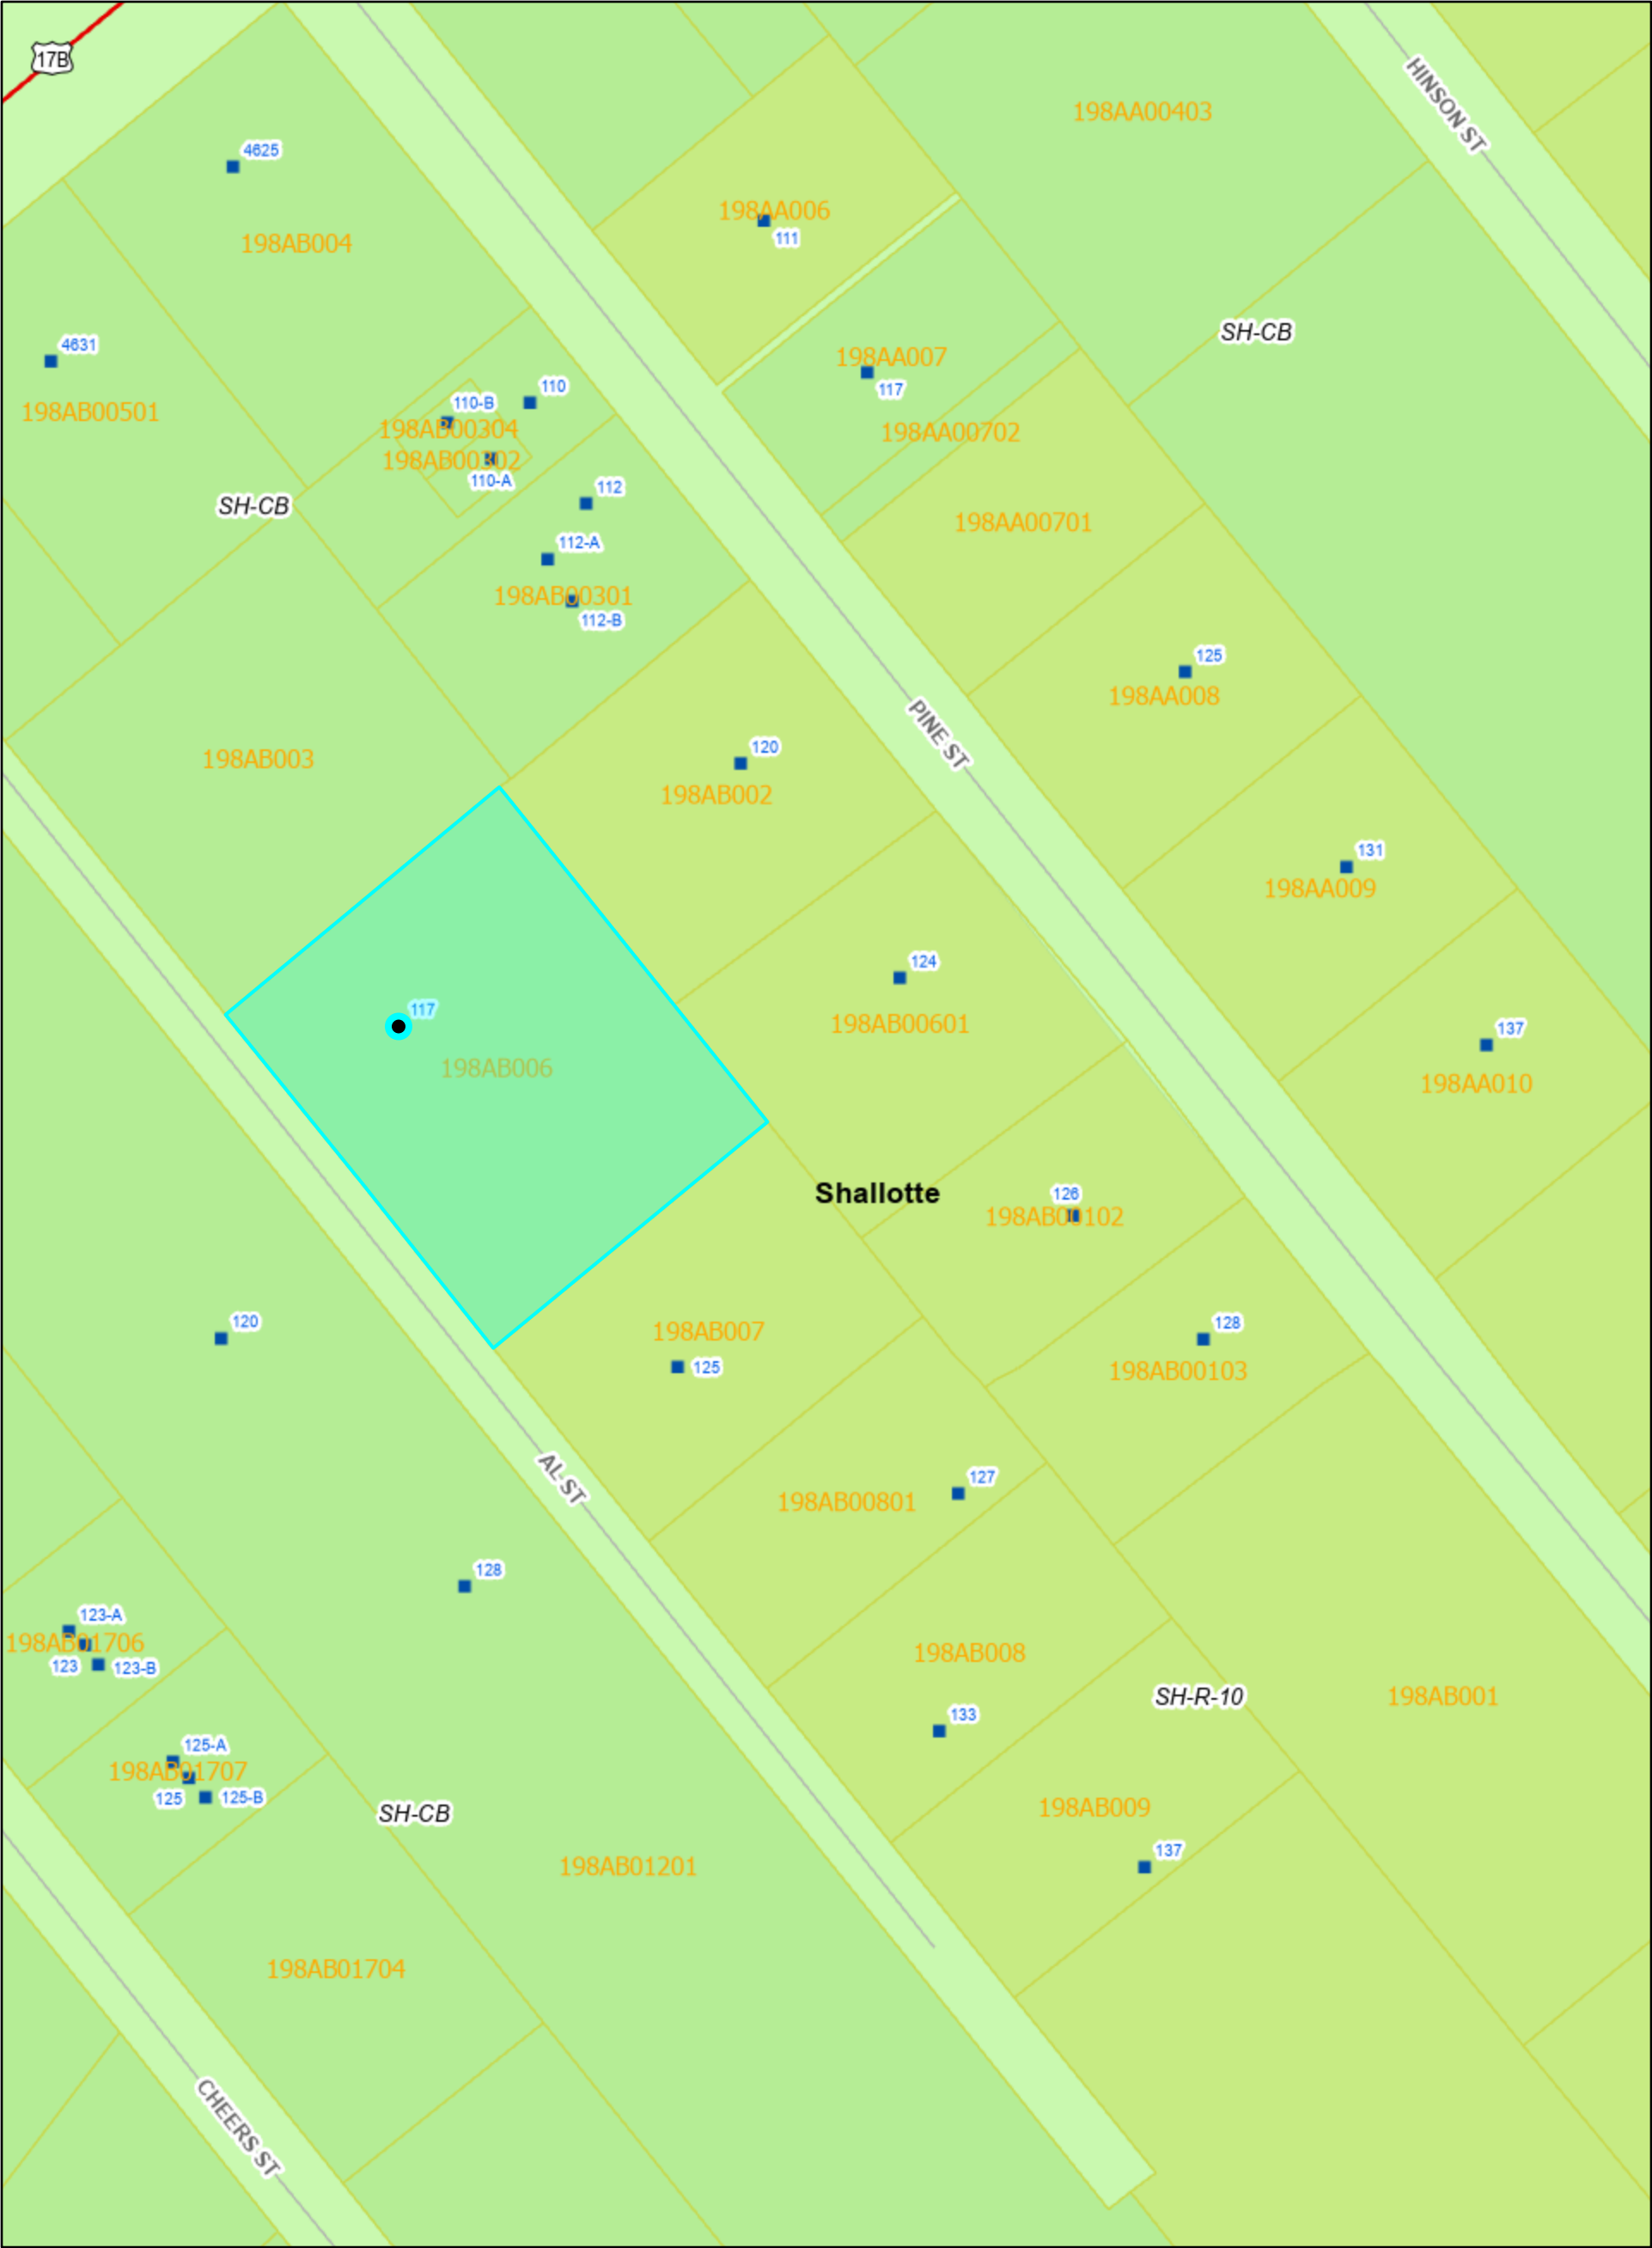 17B
HINSON ST
198AA00403
4625
198AA006
111
198AB004
SH-CB
4631
198AA007
117
110
110-B
198AB00501
198AB00304
198AA00702
198AB00302
110-A
112
SH-CB
198AA00701
112-A
198AB00301
112-B
125
198AA008
PINE ST
120
198AB003
198AB002
131
198AA009
124
117
198AB00601
137
198AB006
198AA010
Shallotte
126
198AB00102
120
128
198AB007
125
198AB00103
AL ST
127
198AB00801
128
123-A
198AB01706
123
123-B
198AB008
SH-R-10
198AB001
133
125-A
198AB01707
125
125-B
SH-CB
198AB009
137
198AB01201
198AB01704
CHEERS ST